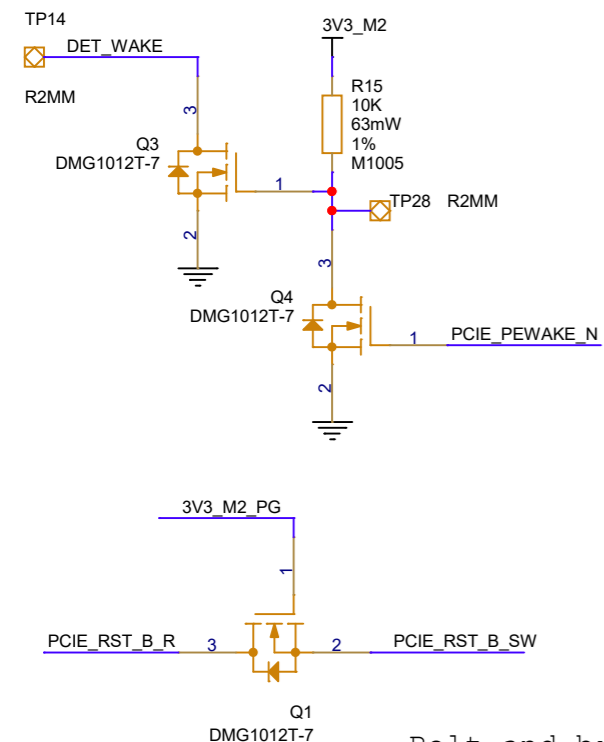 TP14
DET_WAKE
R2MM
3
Q3
DMG1012T-7
1
2
3V3_M2
R15
10K
63mW
1%
M1005
TP28 R2MM
3
Q4
DMG1012T-7
1
PCIE_PEWAKE_N
2
3V3_M2_PG
1
PCIE_RST_B_R
3
2
PCIE_RST_B_SW
Q1
DMG1012T-7